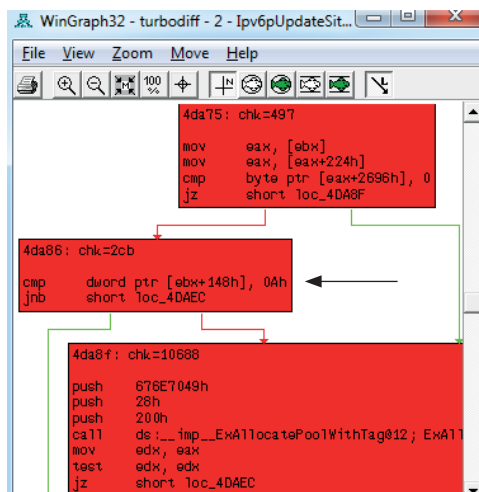 WinGraph32 - turbodiff - 2 - Ipv6pUpdateSit...
File View Zoom Move Help
100 %
N
4da75: chk=497
mov eax, [ebx]
mov eax, [eax+224h]
cmp byte ptr [eax+2696h], 0
jz short loc_4DA8F
4da86: chk=2cb
cmp dword ptr [ebx+148h], 0Ah
jnb short loc_4DAEC
4da8f: chk=10688
push 676E7049h
push 28h
push 200h
call ds:__imp__ExAllocatePoolWithTag@12; ExAll
mov edx, eax
test edx, edx
jz short loc_4DAEC